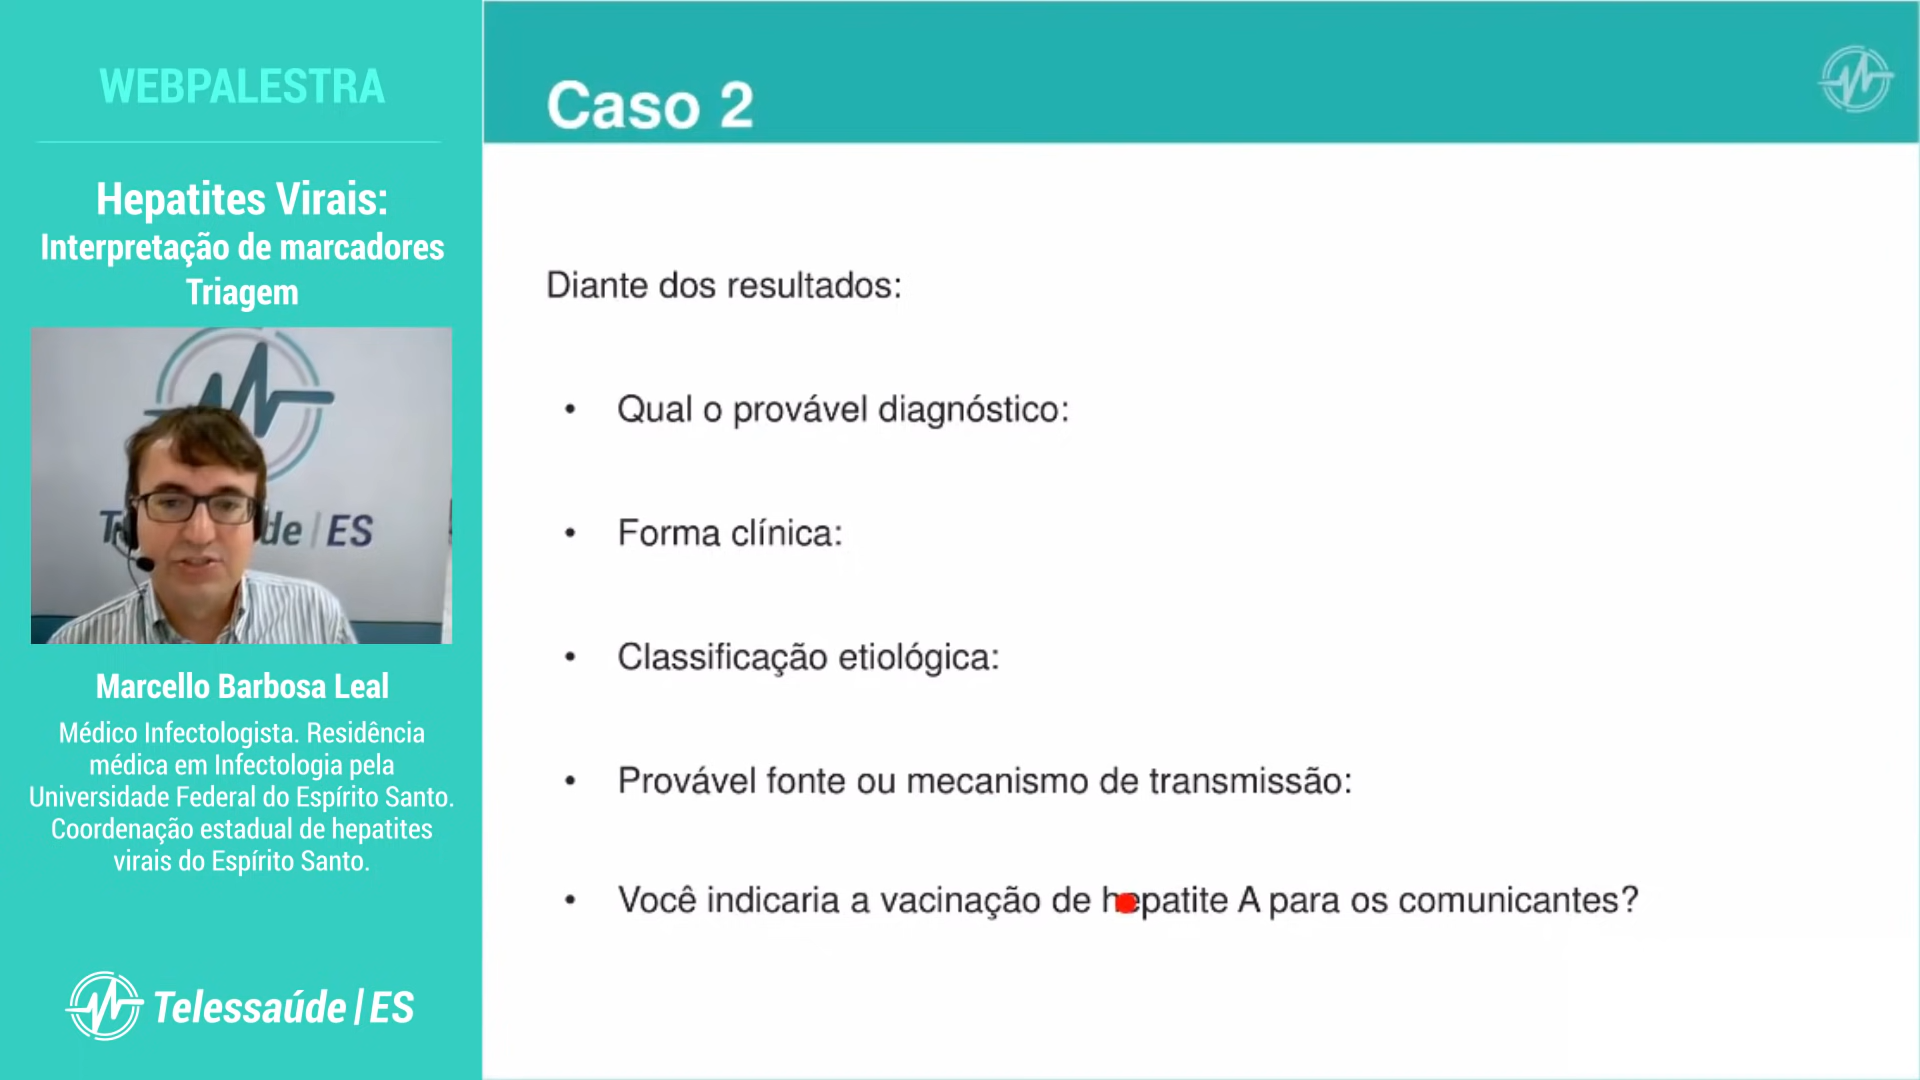 WEBPALESTRA
Hepatites Virais:
Interpretação de marcadores
Triagem
Telessaúde|ES
Marcello Barbosa Leal
Médico Infectologista. Residência
médica em Infectologia pela
Universidade Federal do Espírito Santo.
Coordenação estadual de hepatites
virais do Espírito Santo.
Telessaúde|ES
Caso 2
Diante dos resultados:
• Qual o provável diagnóstico:
• Forma clínica:
• Classificação etiológica:
• Provável fonte ou mecanismo de transmissão:
• Você indicaria a vacinação de hepatite A para os comunicantes?